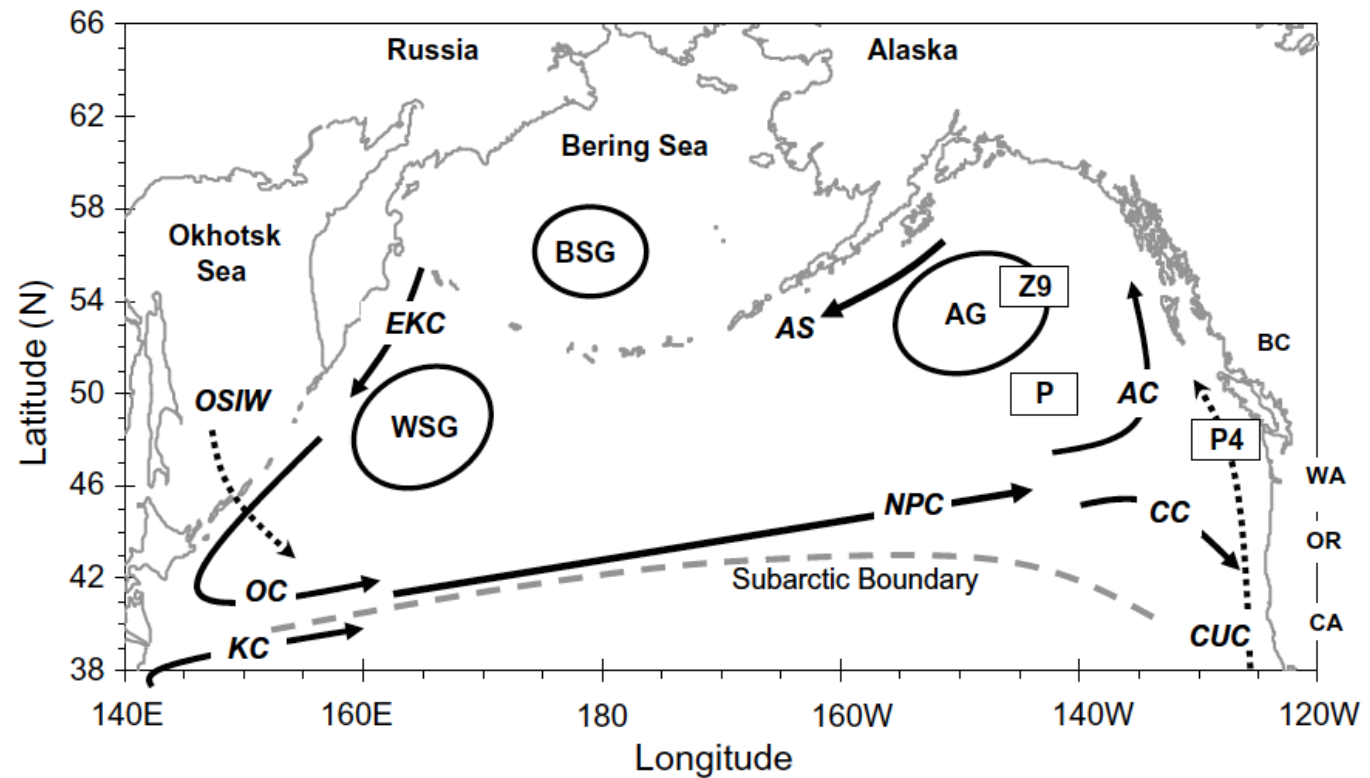 66
Russia
Alaska
62
Bering Sea
58
Okhotsk
Sea
BSG
Z9
54
AG
EKC
AS
BC
50
P
AC
OSIW
WSG
P4
46
WA
NPC
CC
OR
42
Subarctic Boundary
OC
CA
KC
CUC
38
Latitude (N)
140E
160E
180
160W
140W
120W
Longitude